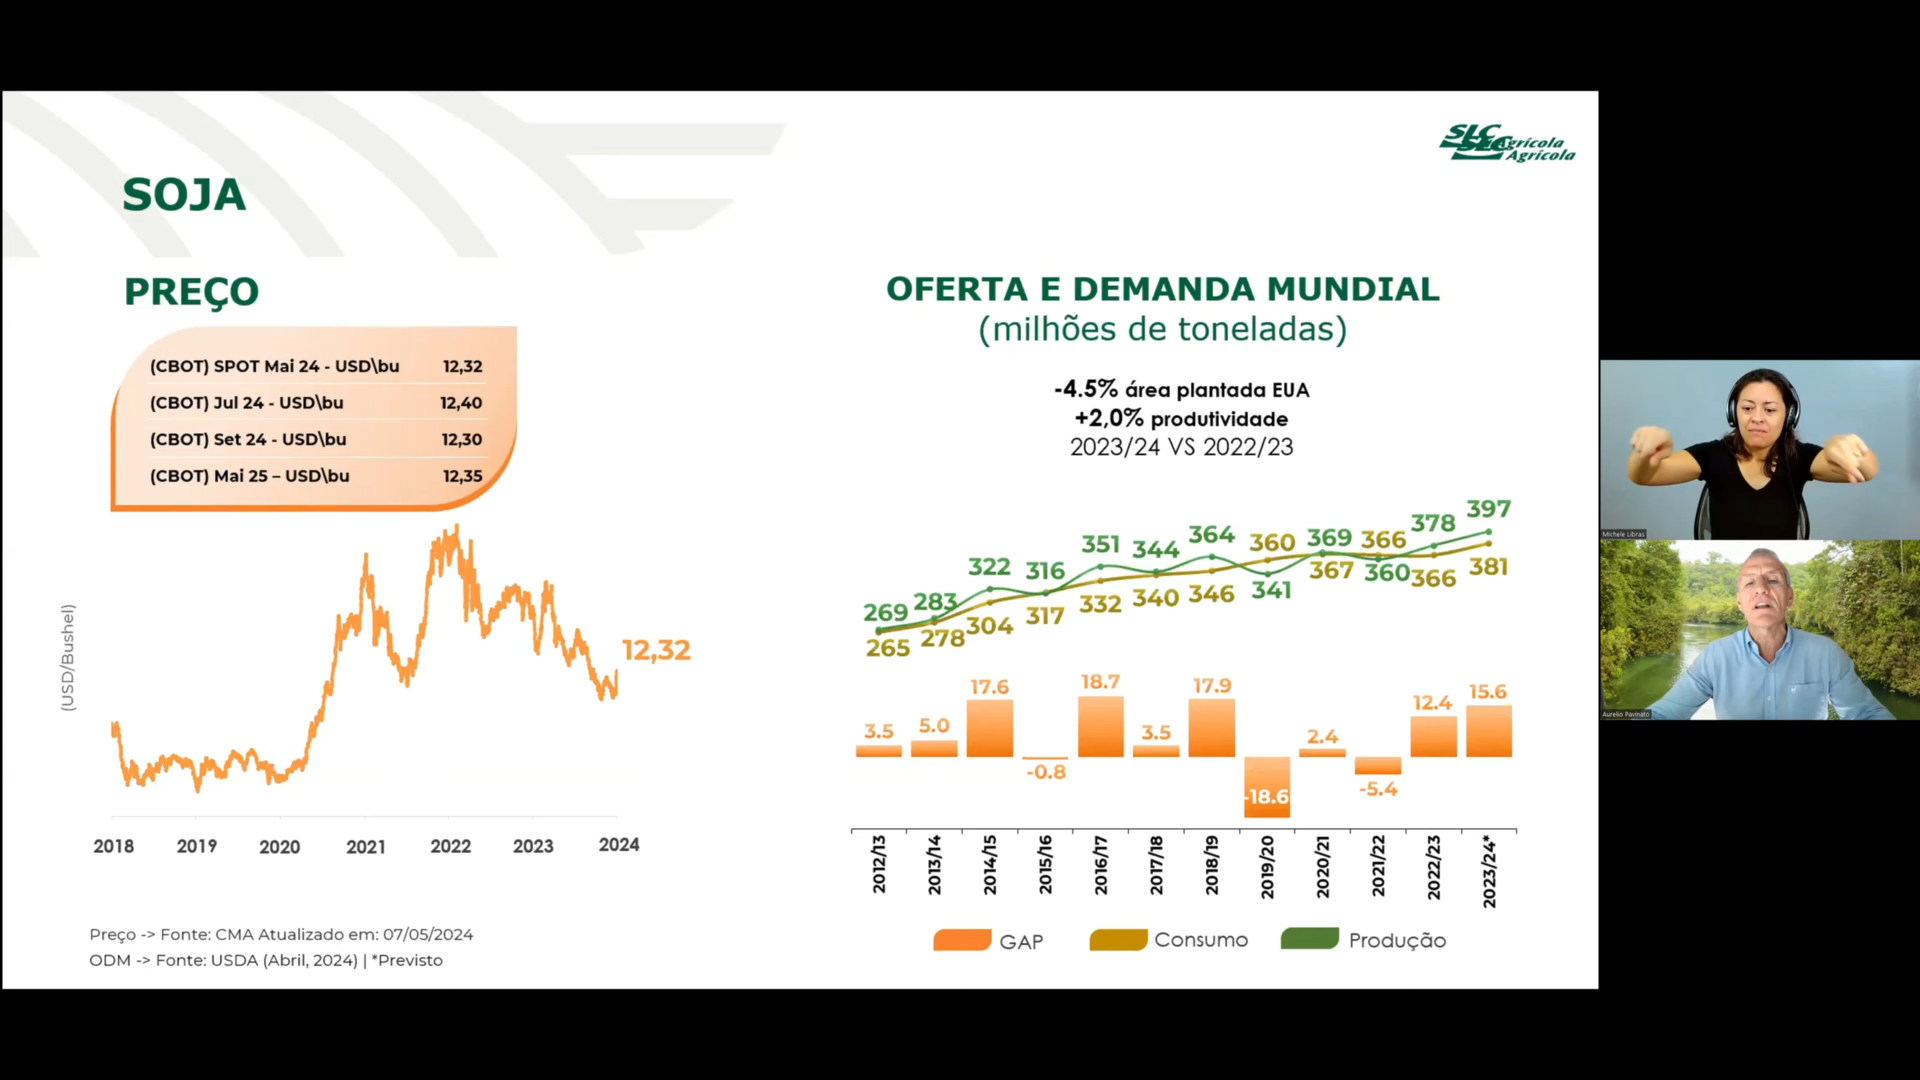 SLC
Agrícola
SLC
Agrícola
SOJA
PREÇO
(CBOT) SPOT Mai 24 - USD\bu 12,32
(CBOT) Jul 24 - USD\bu 12,40
(CBOT) Set 24 - USD\bu 12,30
(CBOT) Mai 25 – USD\bu 12,35
(USD/Bushel)
12,32
2018 2019 2020 2021 2022 2023 2024
Preço -> Fonte: CMA Atualizado em: 07/05/2024
ODM -> Fonte: USDA (Abril, 2024) | *Previsto
OFERTA E DEMANDA MUNDIAL
(milhões de toneladas)
-4.5% área plantada EUA
+2,0% produtividade
2023/24 VS 2022/23
269 283 322 316 351 344 364 341 369 360 378 397
265 278 304 317 332 340 346 360 367 366 366 381
3.5 5.0 17.6 -0.8 18.7 3.5 17.9 -18.6 2.4 -5.4 12.4 15.6
2012/13 2013/14 2014/15 2015/16 2016/17 2017/18 2018/19 2019/20 2020/21 2021/22 2022/23 2023/24*
GAP Consumo Produção
Michele Libras
Aurelio Pavinato